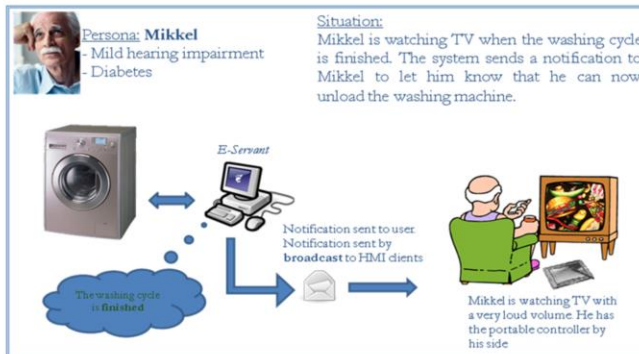 Persona: Mikkel
- Mild hearing impairment
- Diabetes
Situation:
Mikkel is watching TV when the washing cycle
is finished. The system sends a notification to
Mikkel to let him know that he can now
unload the washing machine.
E-Servant
Notification sent to user.
Notification sent by
broadcast to HMI clients
The washing cycle
is finished
Mikkel is watching TV with
a very loud volume. He has
the portable controller by
his side